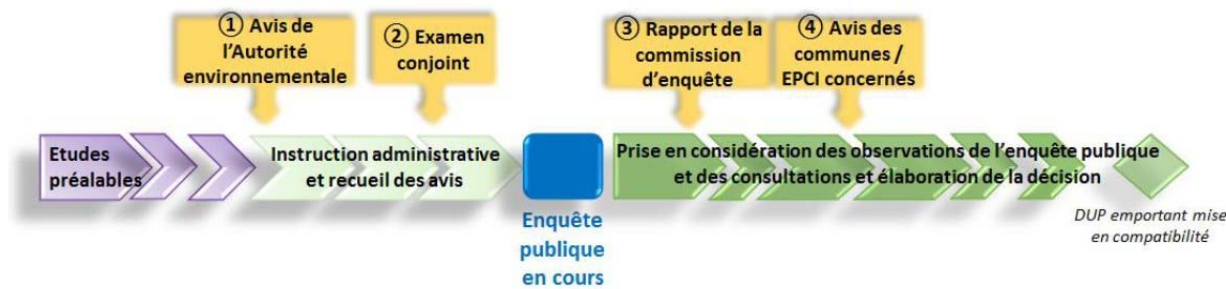 ① Avis de
l'Autorité
environnementale
② Examen
conjoint
③ Rapport de la
commission
d'enquête
④ Avis des
communes /
EPCI concernés
Etudes
préalables
Instruction administrative
et recueil des avis
Enquête
publique
en cours
Prise en considération des observations de l'enquête publique
et des consultations et élaboration de la décision
DUP emportant mise
en compatibilité